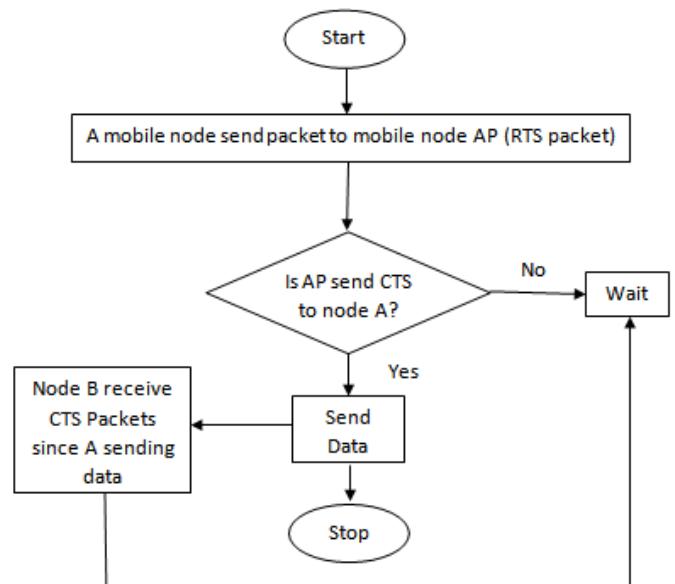 Start
A mobile node send packet to mobile node AP (RTS packet)
Is AP send CTS
to node A?
No
Wait
Yes
Node B receive
CTS Packets
since A sending
data
Send
Data
Stop